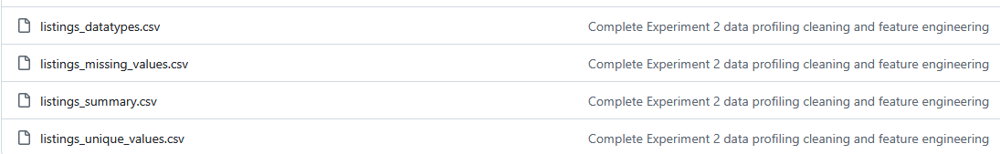 listings_datatypes.csv Complete Experiment 2 data profiling cleaning and feature engineering
listings_missing_values.csv Complete Experiment 2 data profiling cleaning and feature engineering
listings_summary.csv Complete Experiment 2 data profiling cleaning and feature engineering
listings_unique_values.csv Complete Experiment 2 data profiling cleaning and feature engineering